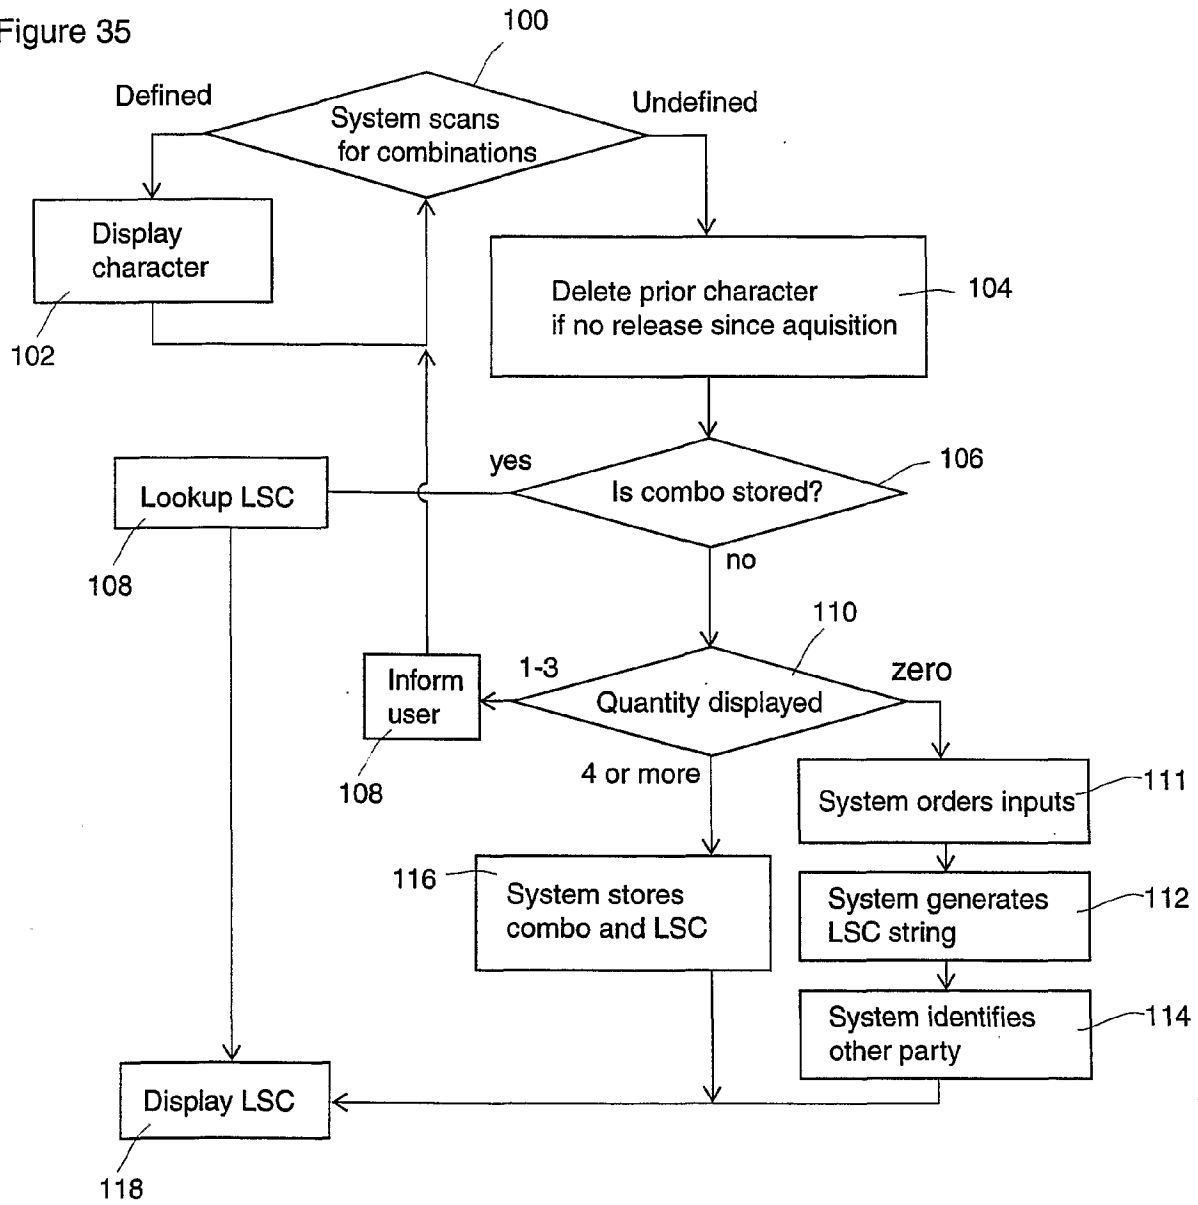 Figure 35
100
Defined
Undefined
System scans
for combinations
Display
character
102
Delete prior character
if no release since aquisition
104
yes
Is combo stored?
106
Lookup LSC
108
no
110
1-3
Quantity displayed
zero
Inform
user
108
4 or more
System orders inputs
111
116
System stores
combo and LSC
System generates
LSC string
112
System identifies
other party
114
Display LSC
118